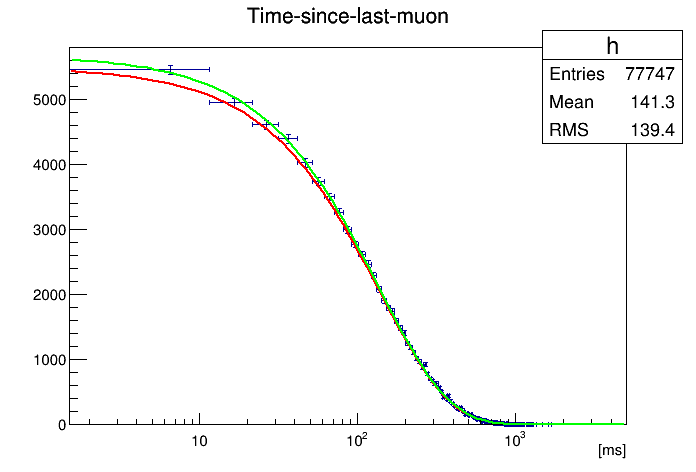 Time-since-last-muon
h
Entries 77747
Mean 141.3
RMS 139.4
5000
4000
3000
2000
1000
0
10
10²
10³
[ms]